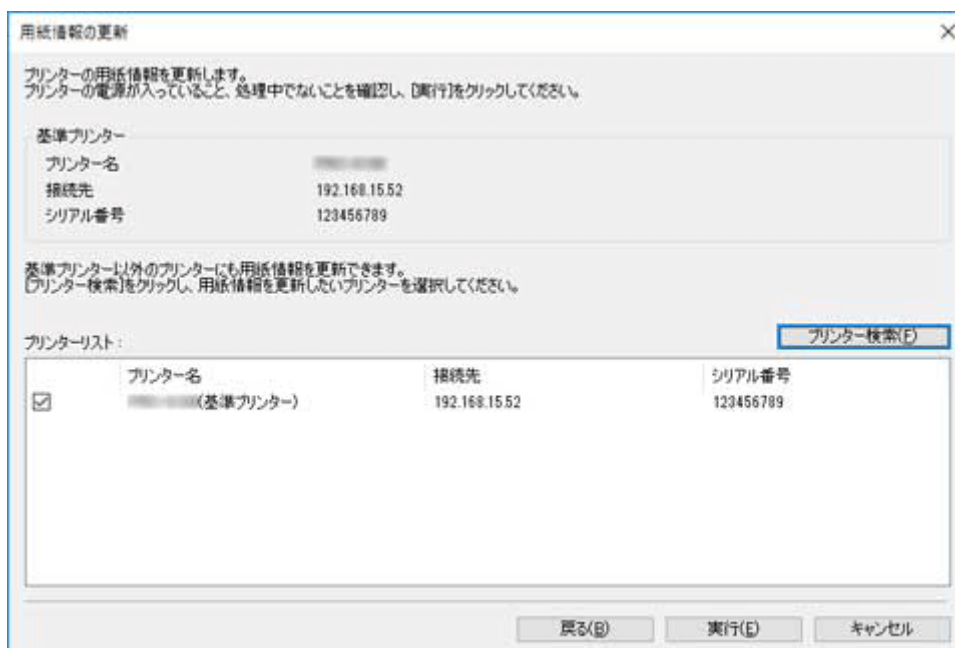 用紙情報の更新
プリンターの用紙情報を更新します。
プリンターの電源が入っていること、処理中でないことを確認し、[実行]をクリックしてください。
基準プリンター
プリンター名
接続先 192.168.15.52
シリアル番号 123456789
基準プリンター以外のプリンターにも用紙情報を更新できます。
[プリンター検索]をクリックし、用紙情報を更新したいプリンターを選択してください。
プリンターリスト: プリンター検索(F)
プリンター名 接続先 シリアル番号
(基準プリンター) 192.168.15.52 123456789
戻る(B) 実行(E) キャンセル